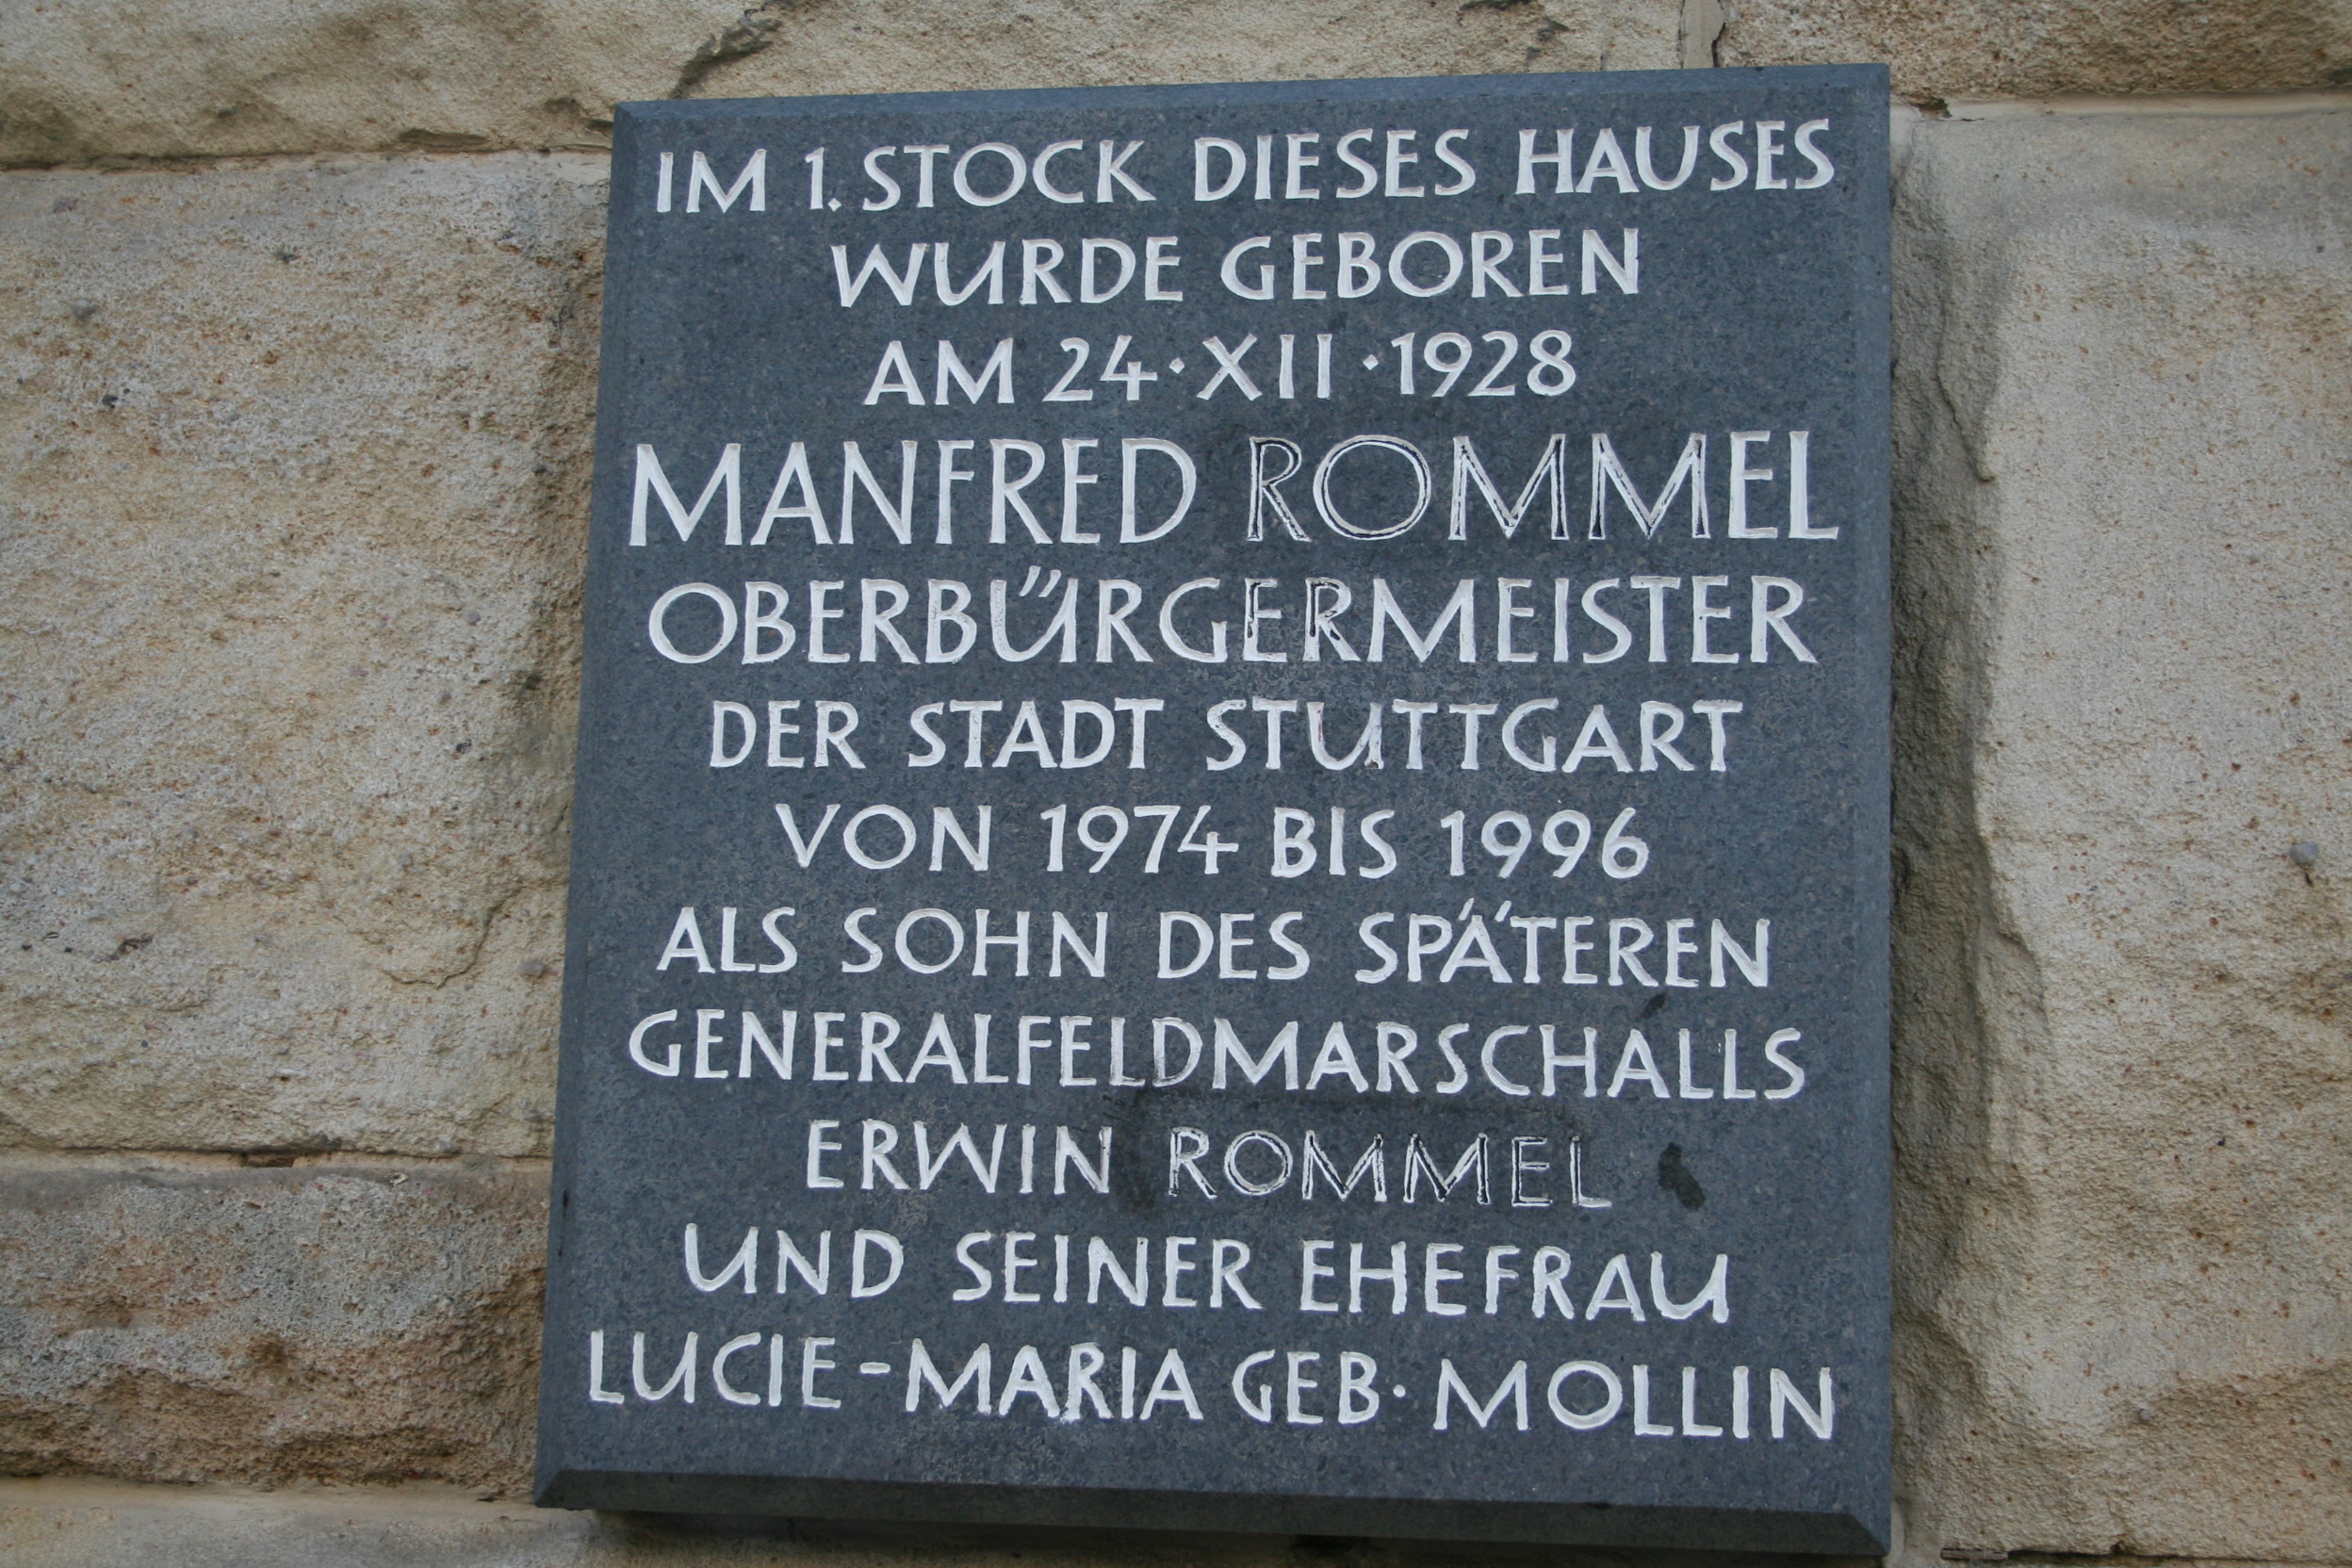 IM 1. STOCK DIESES HAUSES
WURDE GEBOREN
AM 24·XII·1928
MANFRED ROMMEL
OBERBÜRGERMEISTER
DER STADT STUTTGART
VON 1974 BIS 1996
ALS SOHN DES SPÄTEREN
GENERALFELDMARSCHALLS
ERWIN ROMMEL
UND SEINER EHEFRAU
LUCIE-MARIA GEB· MOLLIN